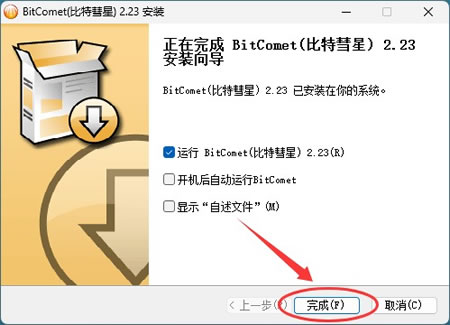 BitComet(比特彗星) 2.23 安装
正在完成 BitComet(比特彗星) 2.23
安装向导
BitComet(比特彗星) 2.23 已安装在你的系统。
运行 BitComet(比特彗星) 2.23(R)
开机后自动运行BitComet
显示“自述文件”(M)
< 上一步(
完成(F)
取消(C)